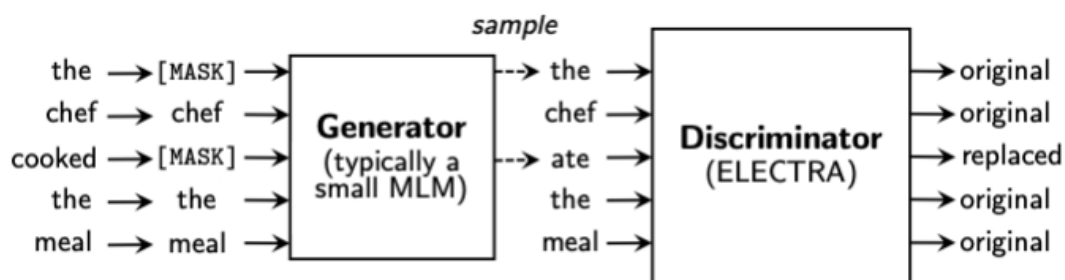 sample
the [MASK] the original
chef chef Generator chef Discriminator original
cooked [MASK] (typically a ate (ELECTRA) replaced
the the small MLM) the original
meal meal meal original